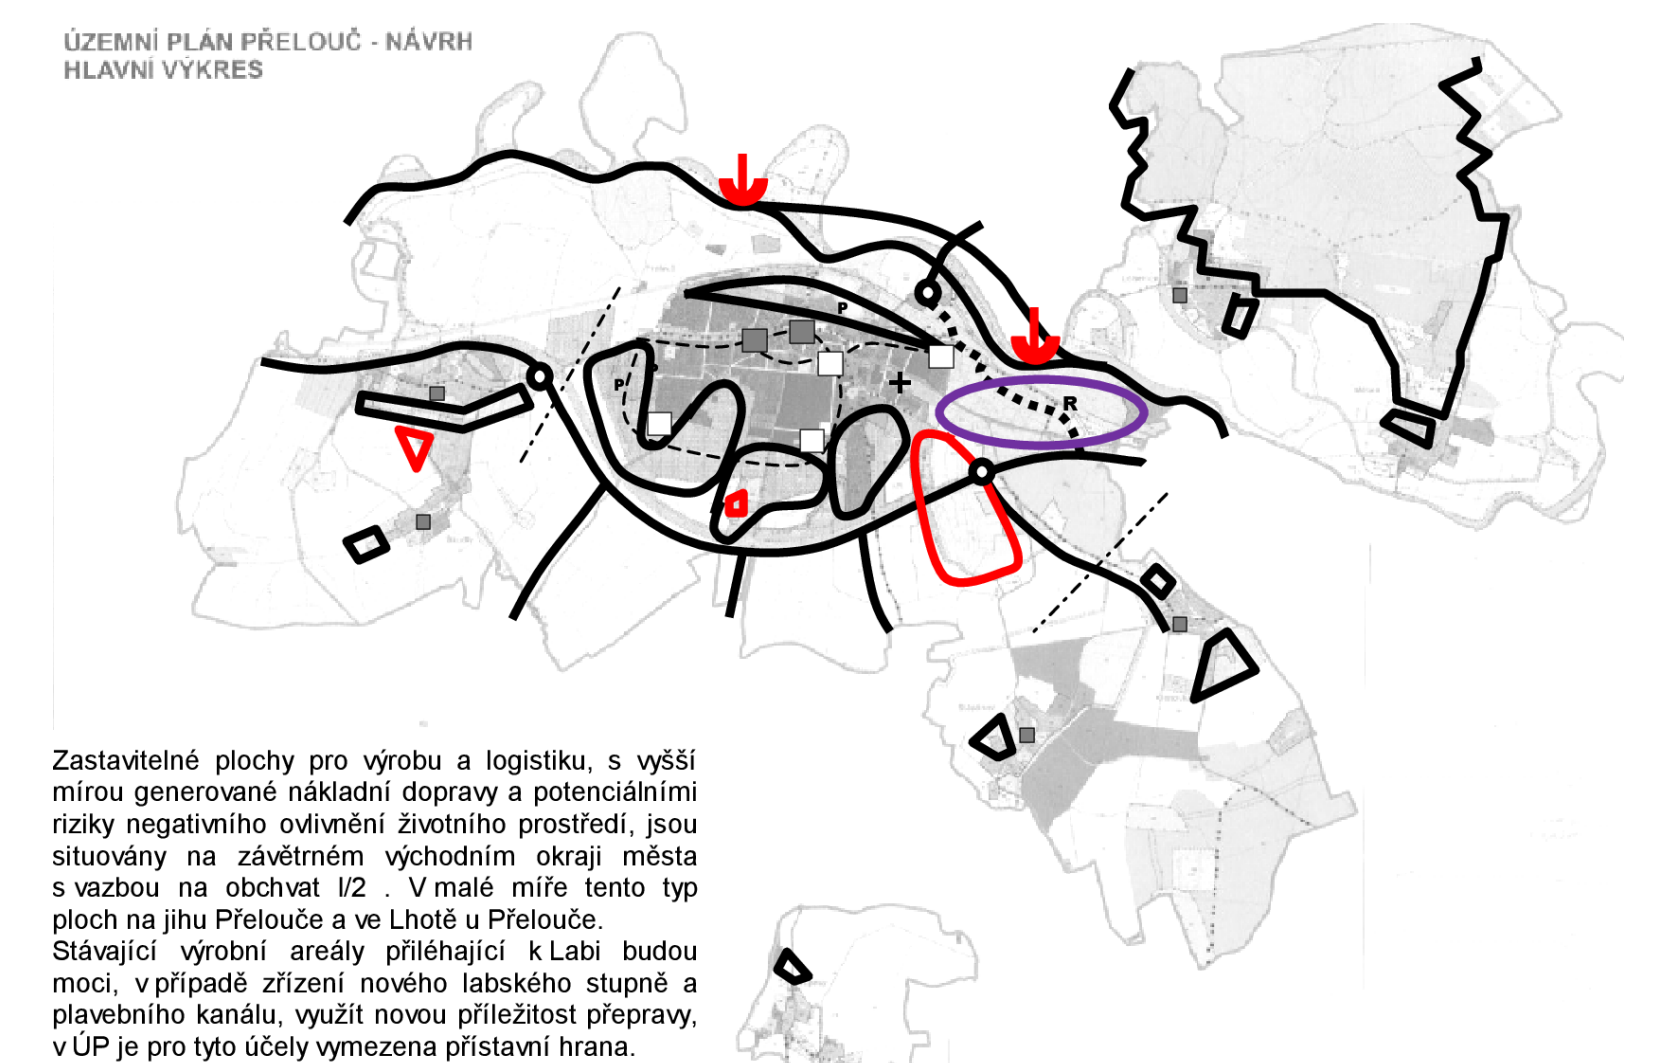 ÚZEMNÍ PLÁN PŘELOUČ - NÁVRH
HLAVNÍ VÝKRES
P
P
R
Zastavitelné plochy pro výrobu a logistiku, s vyšší
mírou generované nákladní dopravy a potenciálními
riziky negativního ovlivnění životního prostředí, jsou
situovány na závětrném východním okraji města
s vazbou na obchvat I/2 . V malé míře tento typ
ploch na jihu Přelouče a ve Lhotě u Přelouče.
Stávající výrobní areály přiléhající k Labi budou
moci, v případě zřízení nového labského stupně a
plavebního kanálu, využít novou příležitost přepravy,
v ÚP je pro tyto účely vymezena přístavní hrana.